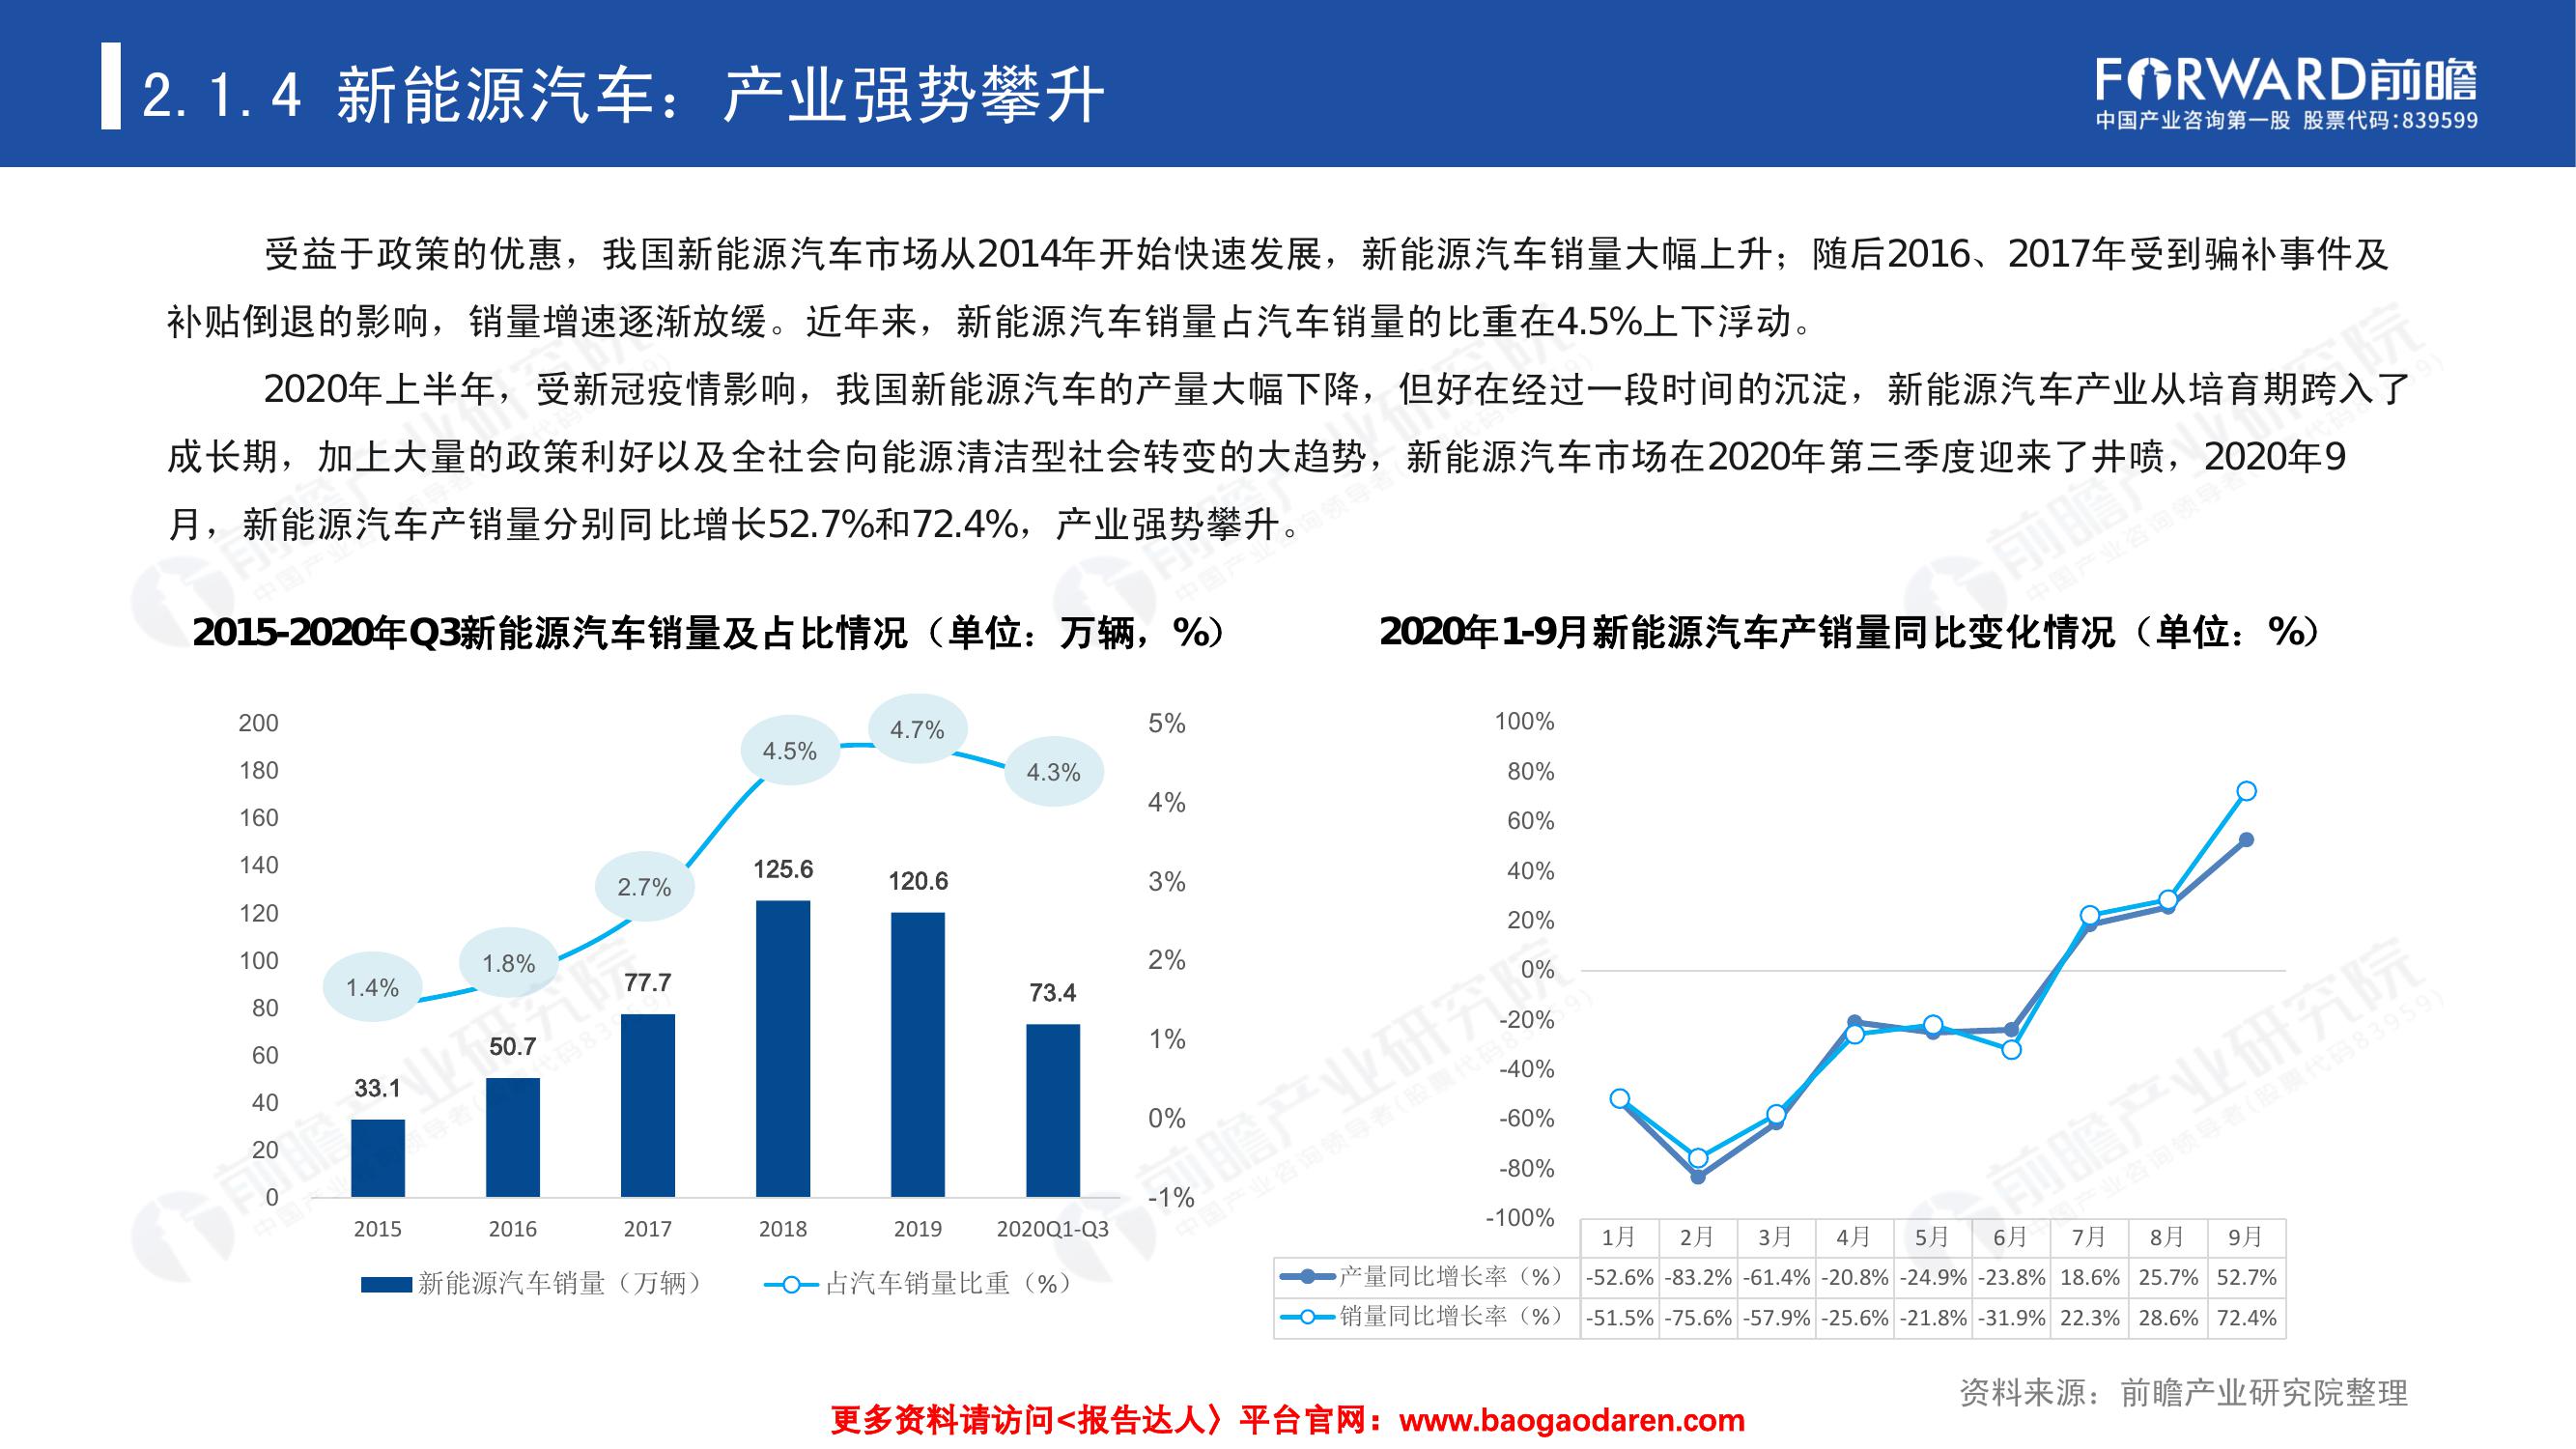 2.1.4 新能源汽车：产业强势攀升
FORWARD前瞻
中国产业咨询第一股 股票代码:839599
受益于政策的优惠，我国新能源汽车市场从2014年开始快速发展，新能源汽车销量大幅上升；随后2016、2017年受到骗补事件及
补贴倒退的影响，销量增速逐渐放缓。近年来，新能源汽车销量占汽车销量的比重在4.5%上下浮动。
2020年上半年，受新冠疫情影响，我国新能源汽车的产量大幅下降，但好在经过一段时间的沉淀，新能源汽车产业从培育期跨入了
成长期，加上大量的政策利好以及全社会向能源清洁型社会转变的大趋势，新能源汽车市场在2020年第三季度迎来了井喷，2020年9
月，新能源汽车产销量分别同比增长52.7%和72.4%，产业强势攀升。
2015-2020年Q3新能源汽车销量及占比情况（单位：万辆，%）
200
180
160
140
120
100
80
60
40
20
0
5%
4%
3%
2%
1%
0%
-1%
1.4%
1.8%
2.7%
4.5%
4.7%
4.3%
33.1
50.7
77.7
125.6
120.6
73.4
2015 2016 2017 2018 2019 2020Q1-Q3
新能源汽车销量（万辆） 占汽车销量比重（%）
2020年1-9月新能源汽车产销量同比变化情况（单位：%）
100%
80%
60%
40%
20%
0%
-20%
-40%
-60%
-80%
-100%
1月 2月 3月 4月 5月 6月 7月 8月 9月
产量同比增长率（%） -52.6% -83.2% -61.4% -20.8% -24.9% -23.8% 18.6% 25.7% 52.7%
销量同比增长率（%） -51.5% -75.6% -57.9% -25.6% -21.8% -31.9% 22.3% 28.6% 72.4%
资料来源：前瞻产业研究院整理
更多资料请访问<报告达人〉平台官网：www.baogaodaren.com
前瞻产业研究院